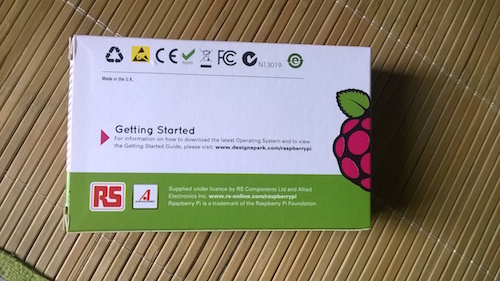 CE RoHS FC N13019 e
Made in the U.K.
Getting Started
For information on how to download the latest Operating System and to view
the Getting Started Guide, please visit: www.designspark.com/raspberrypi
RS
A
Supplied under licence by RS Components Ltd and Allied
Electronics Inc. www.rs-online.com/raspberrypi
Raspberry Pi is a trademark of the Raspberry Pi Foundation.